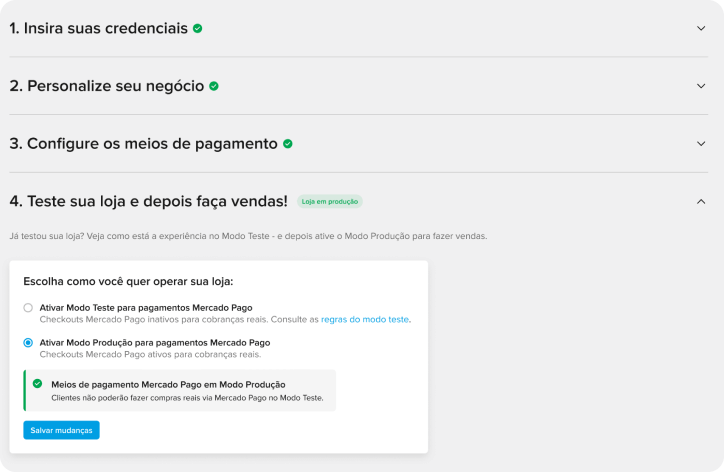 1. Insira suas credenciais
2. Personalize seu negócio
3. Configure os meios de pagamento
4. Teste sua loja e depois faça vendas! Loja em produção
Já testou sua loja? Veja como está a experiência no Modo Teste - e depois ative o Modo Produção para fazer vendas.
Escolha como você quer operar sua loja:
Ativar Modo Teste para pagamentos Mercado Pago
Checkouts Mercado Pago inativos para cobranças reais. Consulte as regras do modo teste.
Ativar Modo Produção para pagamentos Mercado Pago
Checkouts Mercado Pago ativos para cobranças reais.
Meios de pagamento Mercado Pago em Modo Produção
Clientes não poderão fazer compras reais via Mercado Pago no Modo Teste.
Salvar mudanças